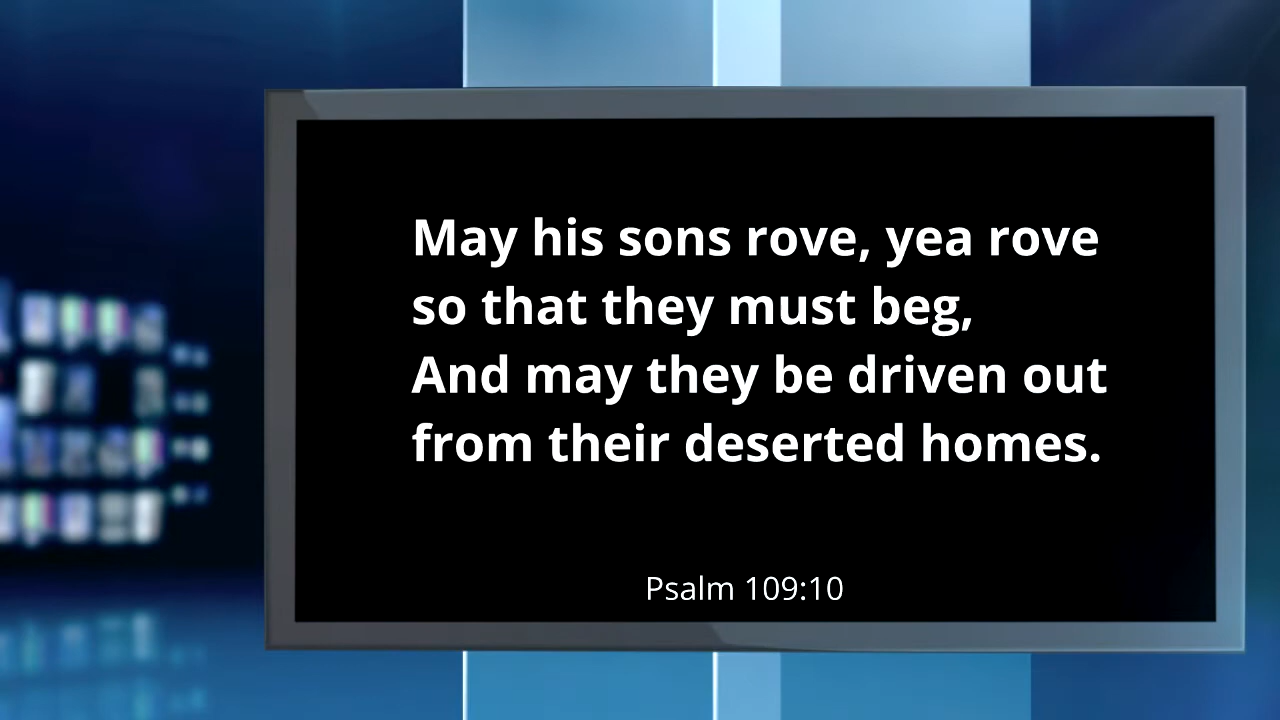 May his sons rove, yea rove
so that they must beg,
And may they be driven out
from their deserted homes.
Psalm 109:10